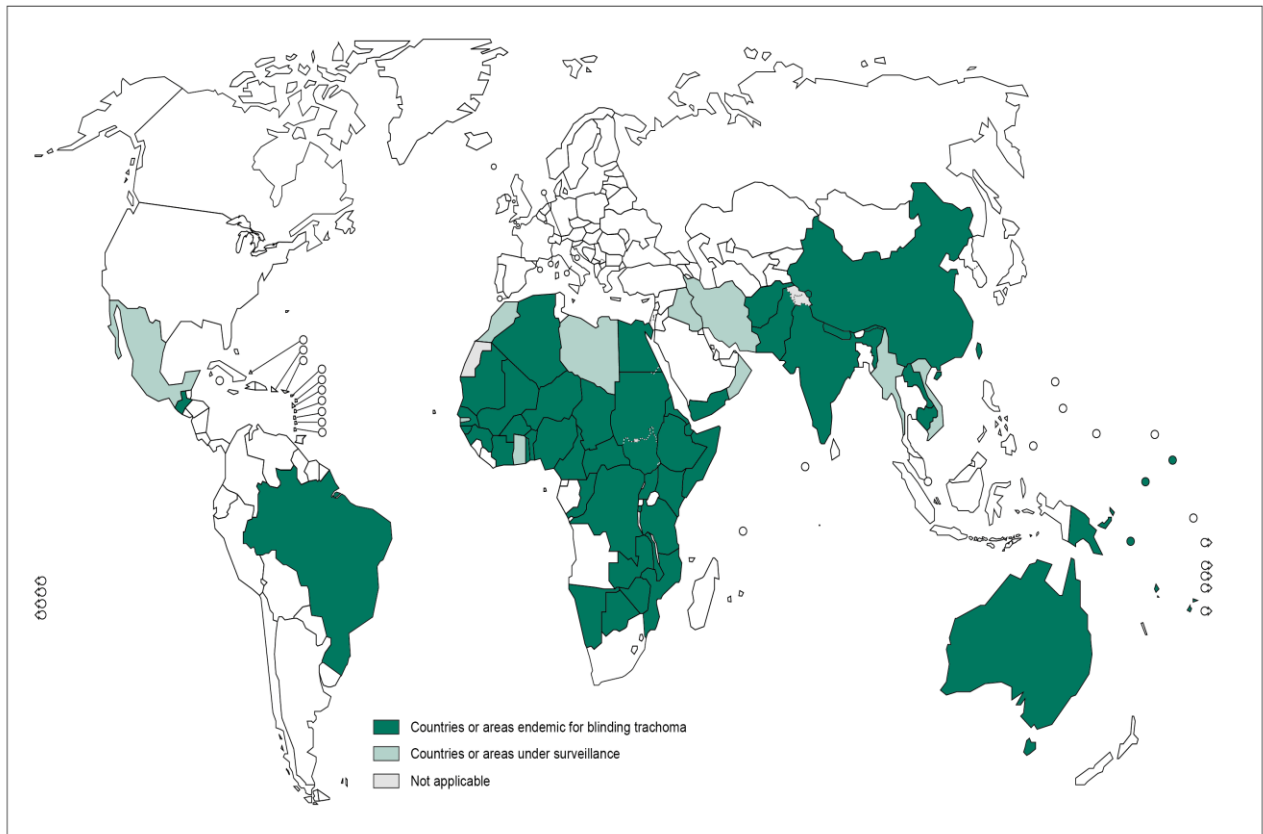 Countries or areas endemic for blinding trachoma
Countries or areas under surveillance
Not applicable